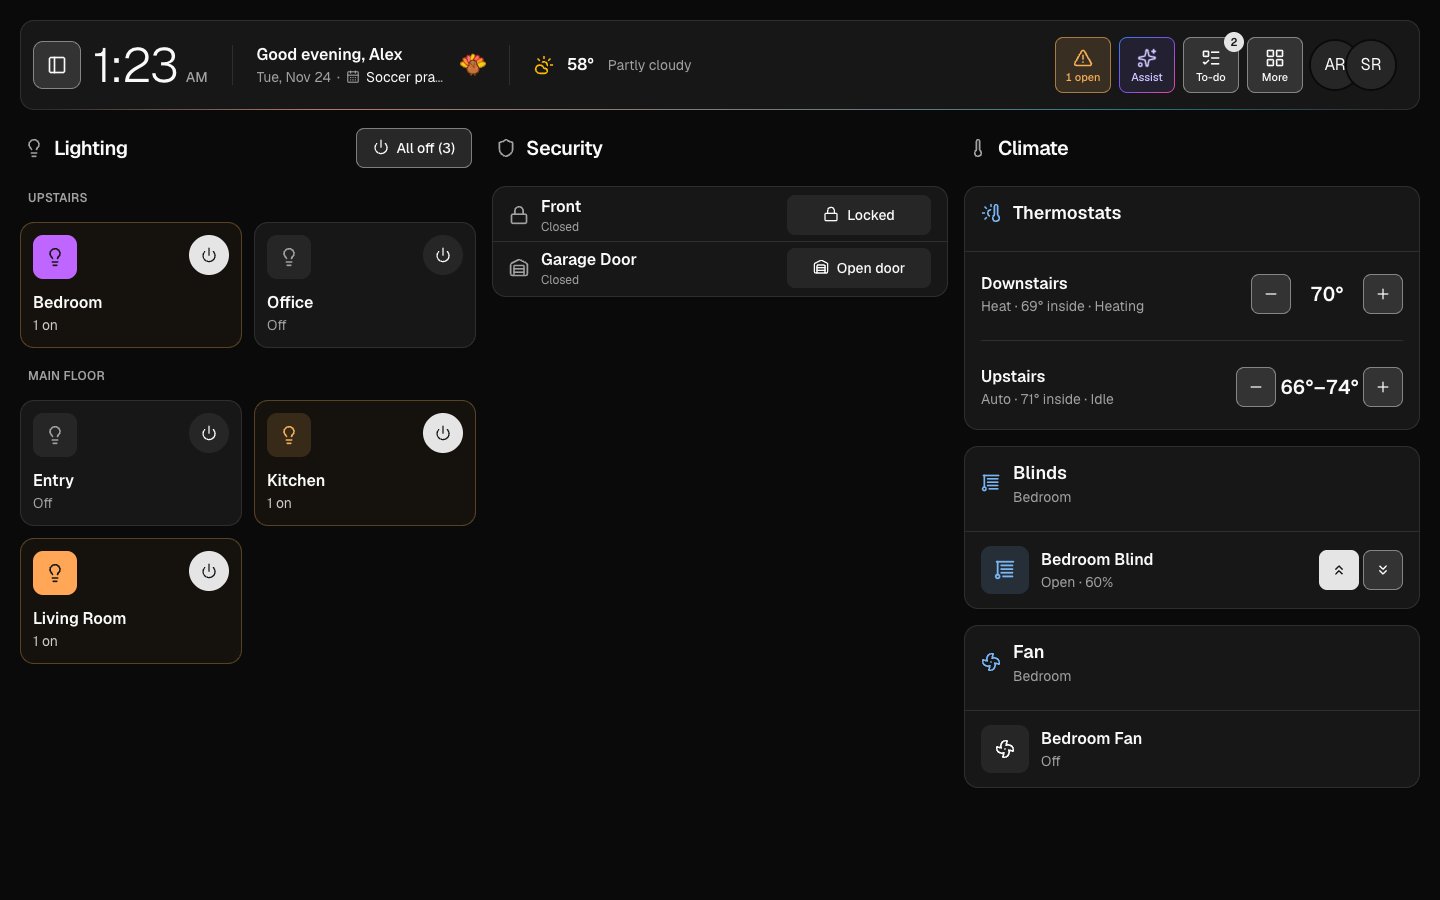 1:23 AM
Good evening, Alex
Tue, Nov 24 · Soccer pra...
58° Partly cloudy
1 open
Assist
To-do
2
More
AR
SR
Lighting
All off (3)
UPSTAIRS
Bedroom
1 on
Office
Off
MAIN FLOOR
Entry
Off
Kitchen
1 on
Living Room
1 on
Security
Front
Closed
Locked
Garage Door
Closed
Open door
Climate
Thermostats
Downstairs
Heat · 69° inside · Heating
70°
Upstairs
Auto · 71° inside · Idle
66°–74°
Blinds
Bedroom
Bedroom Blind
Open · 60%
Fan
Bedroom
Bedroom Fan
Off